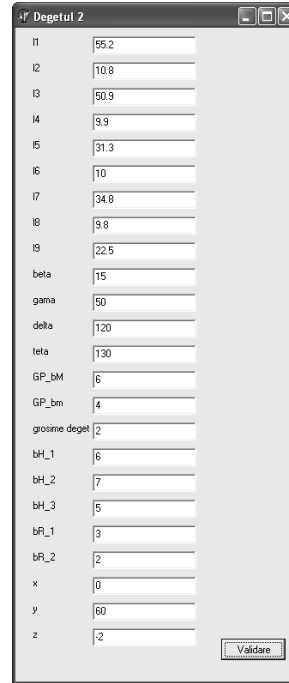 Degetul 2
l1 55.2
l2 10.8
l3 50.9
l4 9.9
l5 31.3
l6 10
l7 34.8
l8 9.8
l9 22.5
beta 15
gama 50
delta 120
teta 130
GP_bM 6
GP_bm 4
grosime deget 2
bH_1 6
bH_2 7
bH_3 5
bR_1 3
bR_2 2
x 0
y 60
z -2
Validare